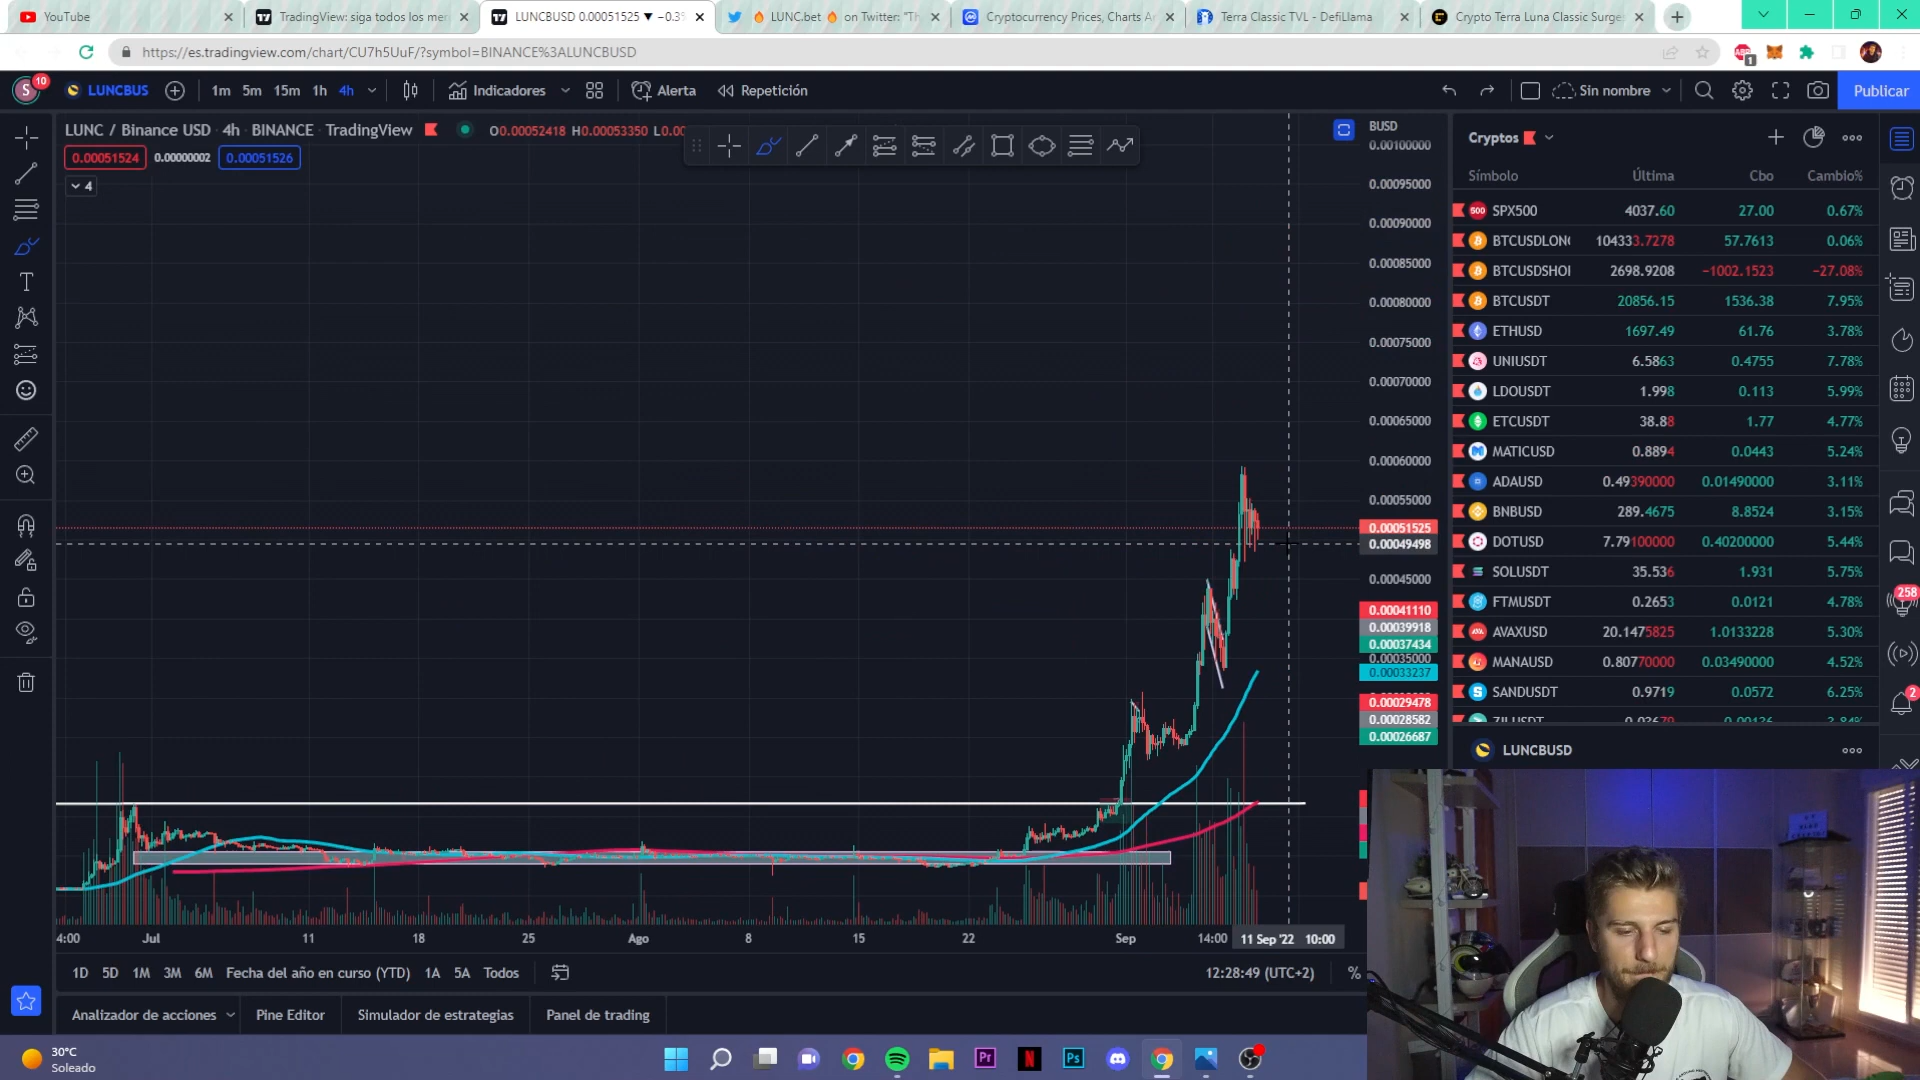 YouTube
TradingView: siga todos los mer
LUNCBUSD 0.00051525 ▼ −0.3
🔥 LUNC.bet 🔥 on Twitter: "Th
Cryptocurrency Prices, Charts A
Terra Classic TVL - DefiLlama
Crypto Terra Luna Classic Surge
https://es.tradingview.com/chart/CU7h5UuF/?symbol=BINANCE%3ALUNCBUSD
S 10
LUNCBUS
1m 5m 15m 1h 4h
Indicadores
Alerta
Repetición
Sin nombre
Publicar
LUNC / Binance USD · 4h · BINANCE · TradingView
O0.00052418 H0.00053350 L0.00
0.00051524
0.00000002
0.00051526
4
BUSD
0.00100000
0.00095000
0.00090000
0.00085000
0.00080000
0.00075000
0.00070000
0.00065000
0.00060000
0.00055000
0.00051525
0.00049498
0.00045000
0.00041110
0.00039918
0.00037434
0.00035000
0.00033237
0.00029478
0.00028582
0.00026687
4:00 Jul 11 18 25 Ago 8 15 22 Sep 14:00 11 Sep '22 10:00
1D 5D 1M 3M 6M Fecha del año en curso (YTD) 1A 5A Todos
12:28:49 (UTC+2)
%
Analizador de acciones
Pine Editor
Simulador de estrategias
Panel de trading
Cryptos
Símbolo Última Cbo Cambio%
SPX500 4037.60 27.00 0.67%
BTCUSDLON 104333.7278 57.7613 0.06%
BTCUSDSHO 2698.9208 −1002.1523 −27.08%
BTCUSDT 20856.15 1536.38 7.95%
ETHUSD 1697.49 61.76 3.78%
UNIUSDT 6.5863 0.4755 7.78%
LDOUSDT 1.998 0.113 5.99%
ETCUSDT 38.88 1.77 4.77%
MATICUSD 0.8894 0.0443 5.24%
ADAUSD 0.49390000 0.01490000 3.11%
BNBUSD 289.4675 8.8524 3.15%
DOTUSD 7.79100000 0.40200000 5.44%
SOLUSDT 35.536 1.931 5.75%
FTMUSDT 0.2653 0.0121 4.78%
AVAXUSD 20.1475825 1.0133228 5.30%
MANAUSD 0.80770000 0.03490000 4.52%
SANDUSDT 0.9719 0.0572 6.25%
LUNCBUSD
258
2
30°C
Soleado